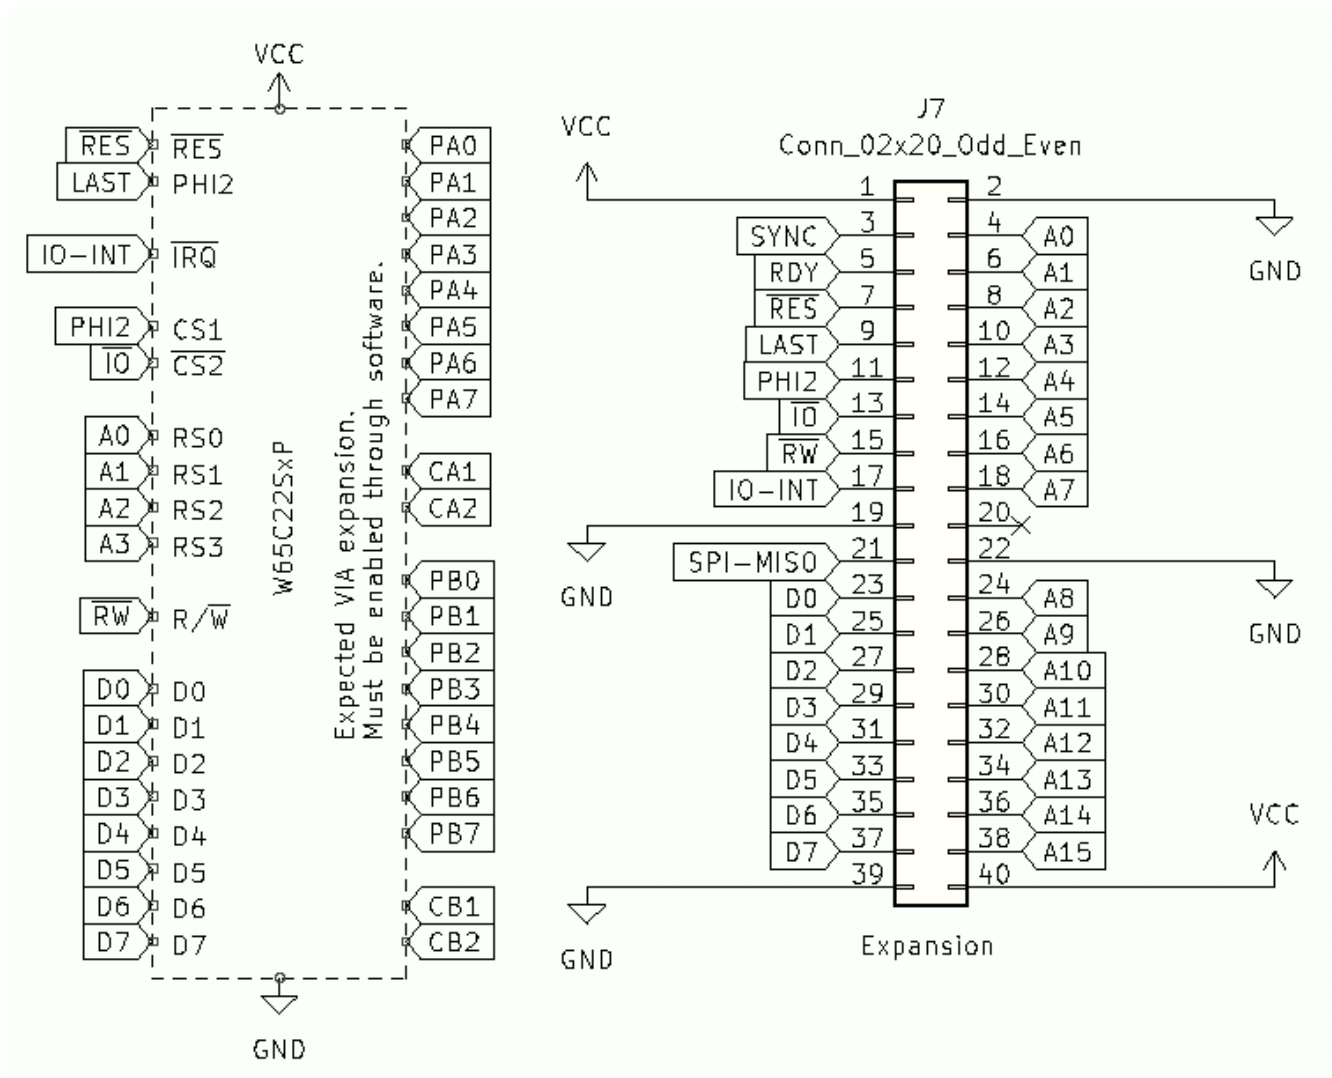 VCC
RES RES
LAST PHI2
IO-INT IRQ
PHI2 CS1
IO CS2
A0 RS0
A1 RS1
A2 RS2
A3 RS3
RW R/W
D0 D0
D1 D1
D2 D2
D3 D3
D4 D4
D5 D5
D6 D6
D7 D7
W65C22SxP
Expected VIA expansion.
Must be enabled through software.
PA0
PA1
PA2
PA3
PA4
PA5
PA6
PA7
CA1
CA2
PB0
PB1
PB2
PB3
PB4
PB5
PB6
PB7
CB1
CB2
GND
J7
Conn_02x20_Odd_Even
VCC
1 2
GND
SYNC 3 4 A0
RDY 5 6 A1
RES 7 8 A2
LAST 9 10 A3
PHI2 11 12 A4
IO 13 14 A5
RW 15 16 A6
IO-INT 17 18 A7
19 20
GND
SPI-MISO 21 22
GND
D0 23 24 A8
D1 25 26 A9
D2 27 28 A10
D3 29 30 A11
D4 31 32 A12
D5 33 34 A13
D6 35 36 A14
D7 37 38 A15
VCC
39 40
GND
Expansion